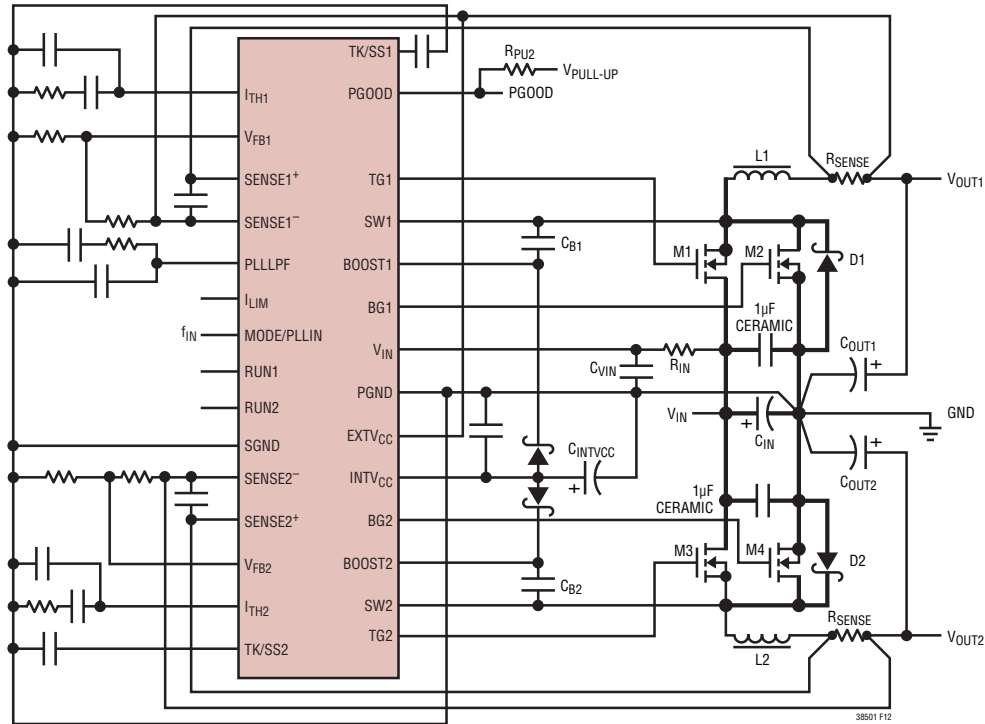 TK/SS1
R_PU2
V_PULL-UP
PGOOD
PGOOD
I_TH1
V_FB1
SENSE1+
SENSE1–
PLLLPF
I_LIM
f_IN
MODE/PLLIN
RUN1
RUN2
SGND
SENSE2–
SENSE2+
V_FB2
I_TH2
TK/SS2
TG1
SW1
BOOST1
BG1
V_IN
PGND
EXTV_CC
INTV_CC
BG2
BOOST2
SW2
TG2
C_B1
C_VIN
R_IN
C_INTVCC
+
C_B2
L1
R_SENSE
V_OUT1
M1
M2
D1
1µF
CERAMIC
C_OUT1
+
V_IN
+
C_IN
GND
+
C_OUT2
1µF
CERAMIC
M3
M4
D2
L2
R_SENSE
V_OUT2
38501 F12